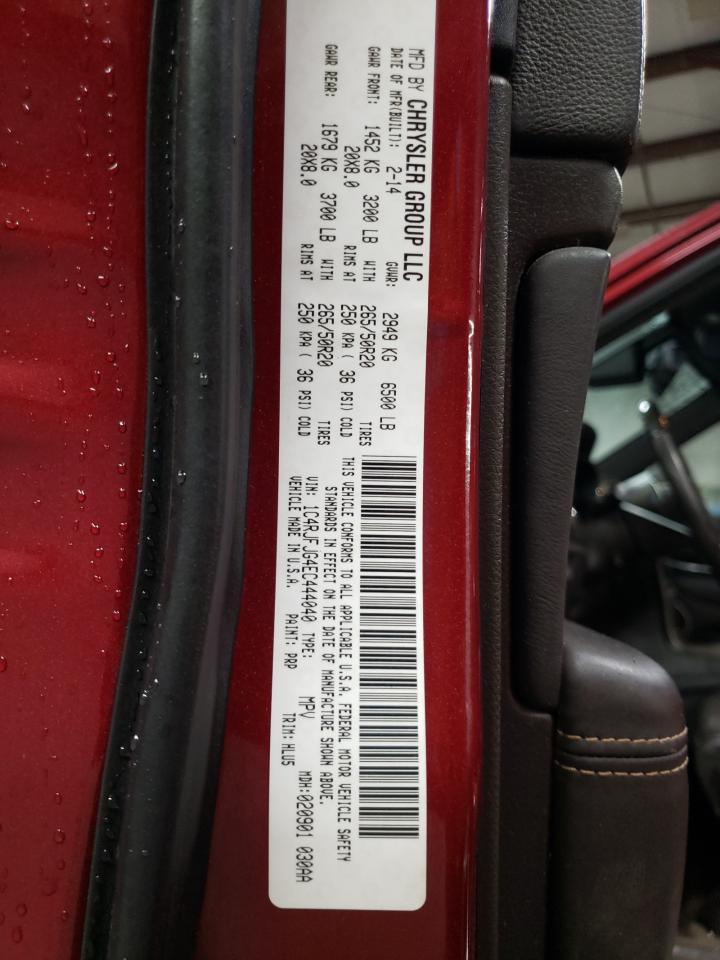 MFD BY CHRYSLER GROUP LLC
DATE OF MFR(BUILT): 2-14 GVWR: 2949 KG 6500 LB
GAWR FRONT: 1452 KG 3200 LB WITH 265/50R20 TIRES
20X8.0 RIMS AT 250 KPA ( 36 PSI) COLD
GAWR REAR: 1679 KG 3700 LB WITH 265/50R20 TIRES
20X8.0 RIMS AT 250 KPA ( 36 PSI) COLD
THIS VEHICLE CONFORMS TO ALL APPLICABLE U.S.A. FEDERAL MOTOR VEHICLE SAFETY
STANDARDS IN EFFECT ON THE DATE OF MANUFACTURE SHOWN ABOVE.
VIN: 1C4RJFJG4EC444040 TYPE: MPV MDH:020901 030AA
VEHICLE MADE IN U.S.A. PAINT: PRP TRIM: HLU5